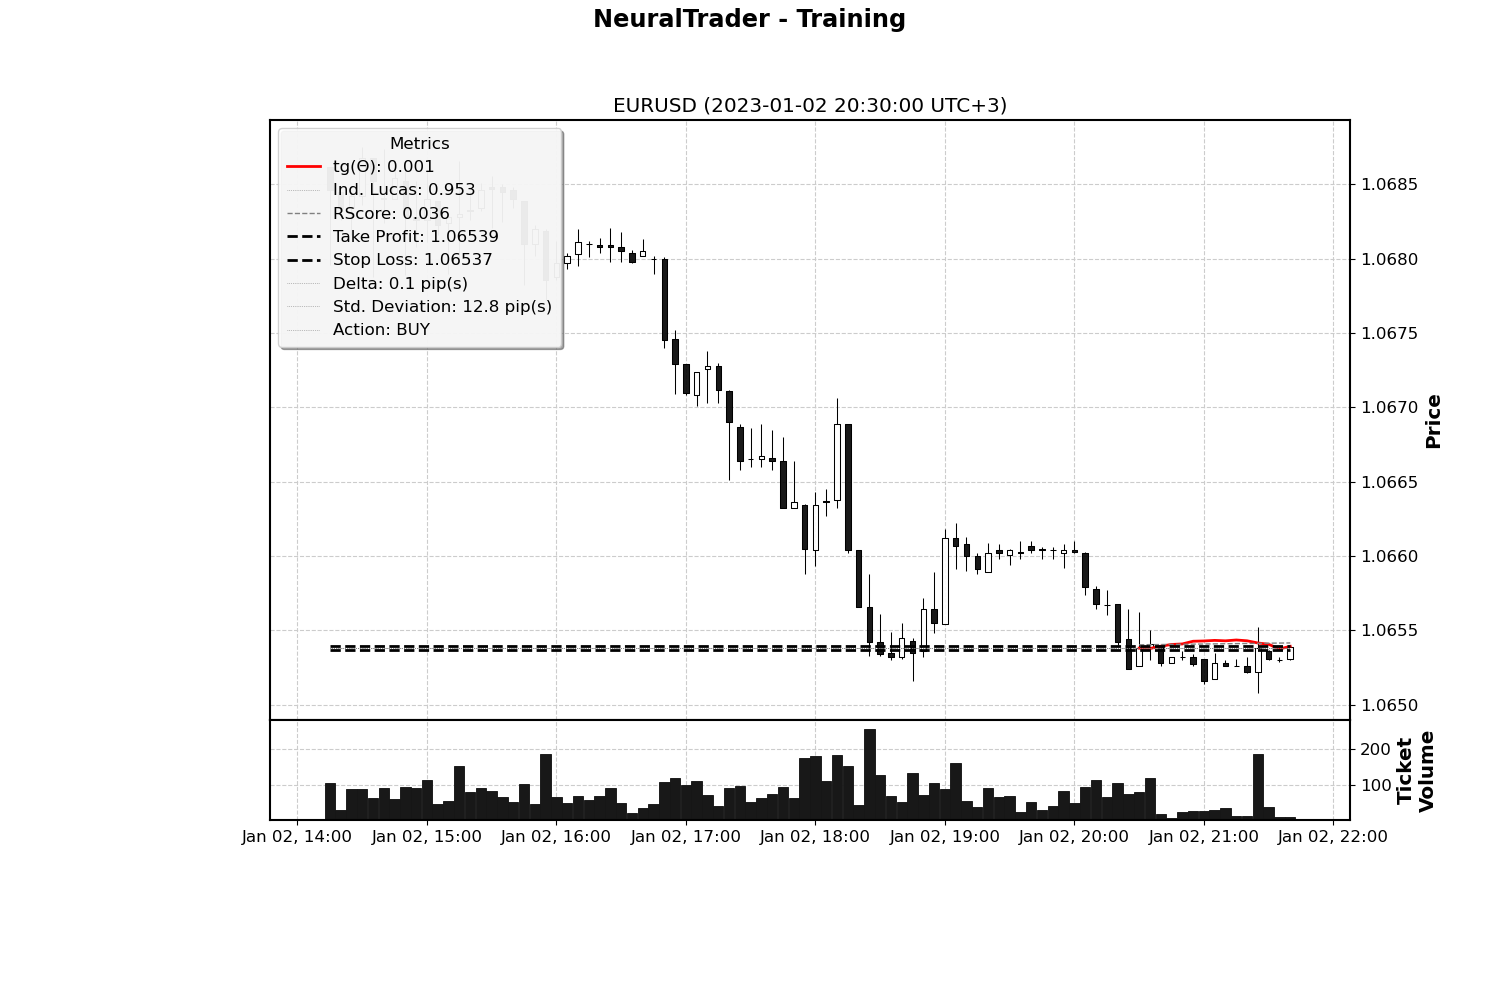 NeuralTrader - Training
EURUSD (2023-01-02 20:30:00 UTC+3)
Metrics
tg(Θ): 0.001
Ind. Lucas: 0.953
RScore: 0.036
Take Profit: 1.06539
Stop Loss: 1.06537
Delta: 0.1 pip(s)
Std. Deviation: 12.8 pip(s)
Action: BUY
1.0685
1.0680
1.0675
1.0670
1.0665
1.0660
1.0655
1.0650
Price
200
100
Ticket
Volume
Jan 02, 14:00 Jan 02, 15:00 Jan 02, 16:00 Jan 02, 17:00 Jan 02, 18:00 Jan 02, 19:00 Jan 02, 20:00 Jan 02, 21:00 Jan 02, 22:00